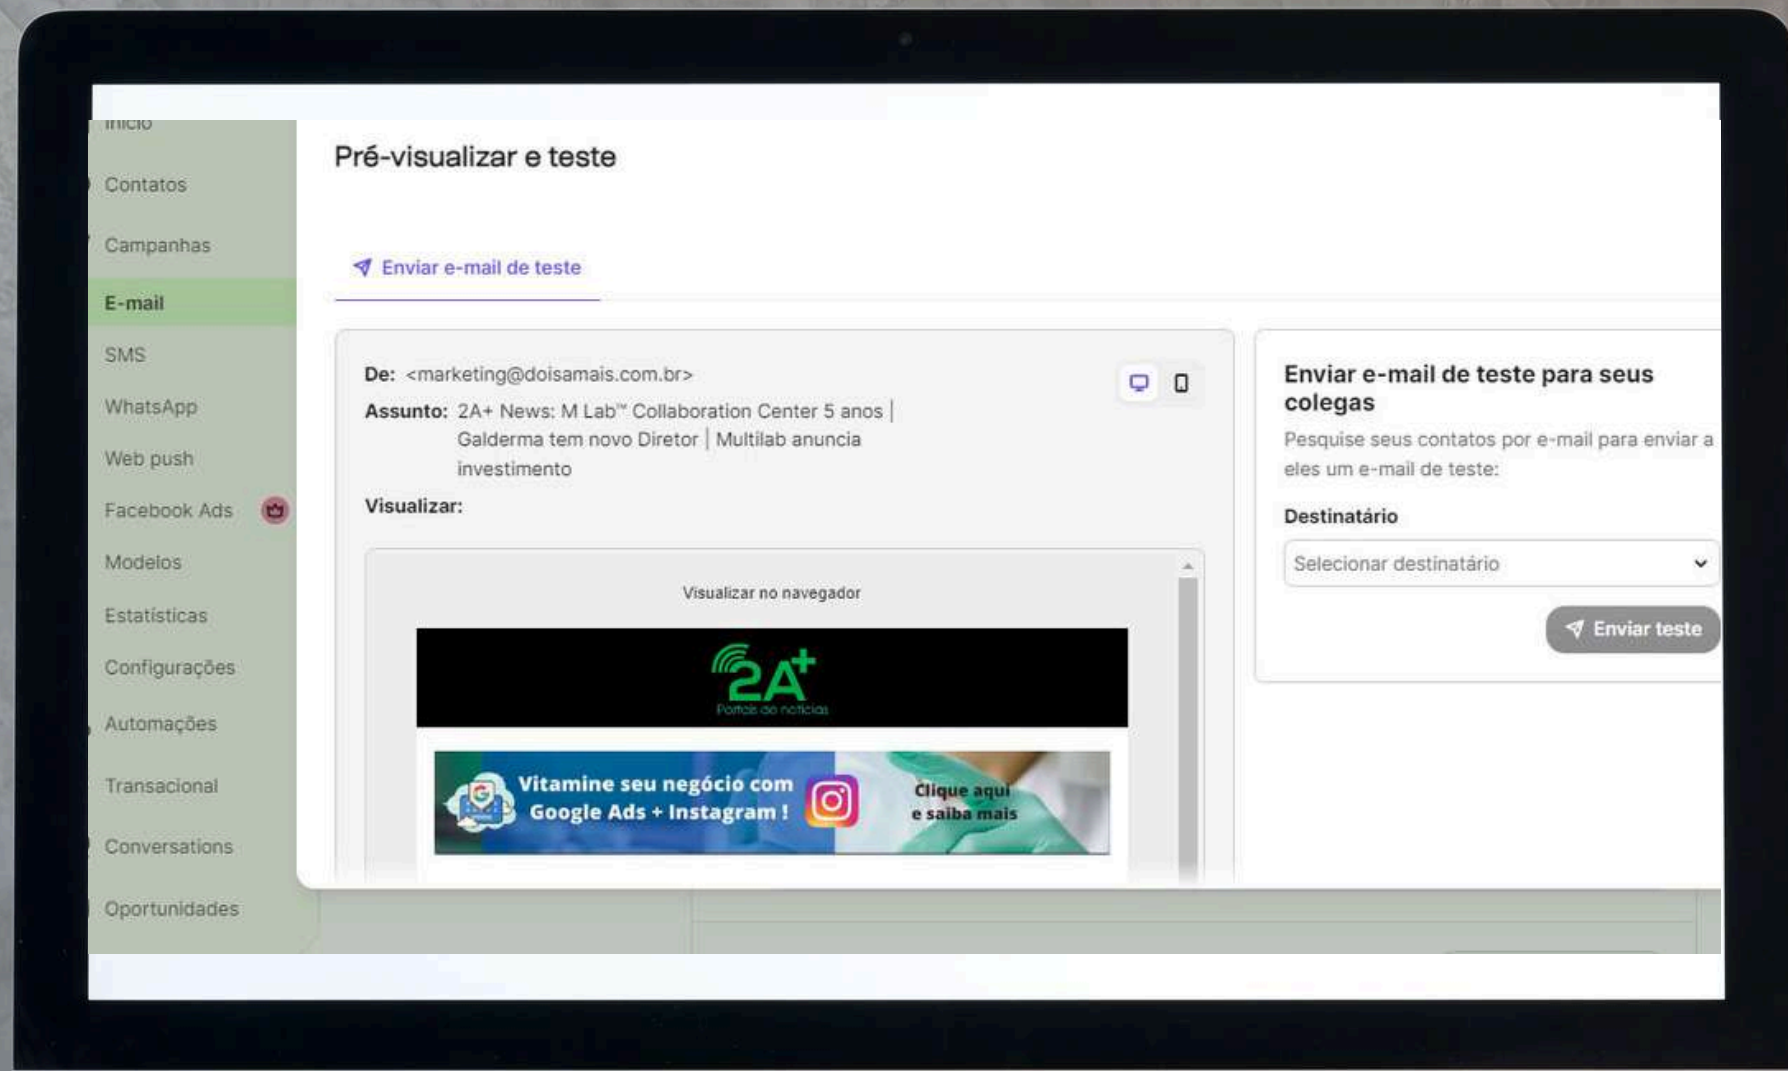 Início
Contatos
Campanhas
E-mail
SMS
WhatsApp
Web push
Facebook Ads
Modelos
Estatísticas
Configurações
Automações
Transacional
Conversations
Oportunidades
Pré-visualizar e teste
Enviar e-mail de teste
De: <marketing@doisamais.com.br>
Assunto: 2A+ News: M Lab™ Collaboration Center 5 anos |
Galderma tem novo Diretor | Multilab anuncia
investimento
Visualizar:
Visualizar no navegador
2A+
Portais de notícias
Vitamine seu negócio com
Google Ads + Instagram !
Clique aqui
e saiba mais
Enviar e-mail de teste para seus
colegas
Pesquise seus contatos por e-mail para enviar a
eles um e-mail de teste:
Destinatário
Selecionar destinatário
Enviar teste